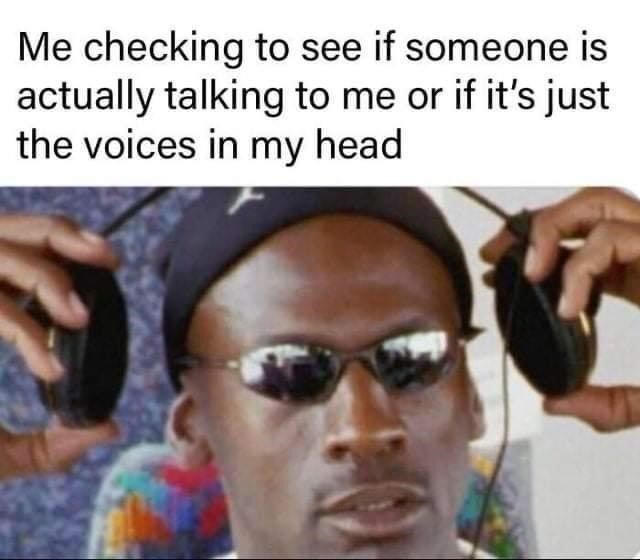 Me checking to see if someone is
actually talking to me or if it’s just
the voices in my head